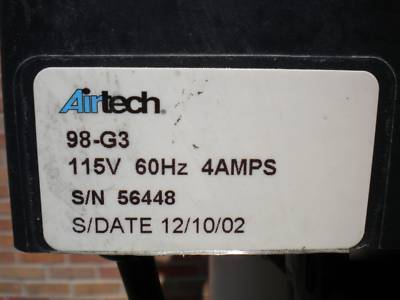 Airtech
98-G3
115V 60Hz 4AMPS
S/N 56448
S/DATE 12/10/02